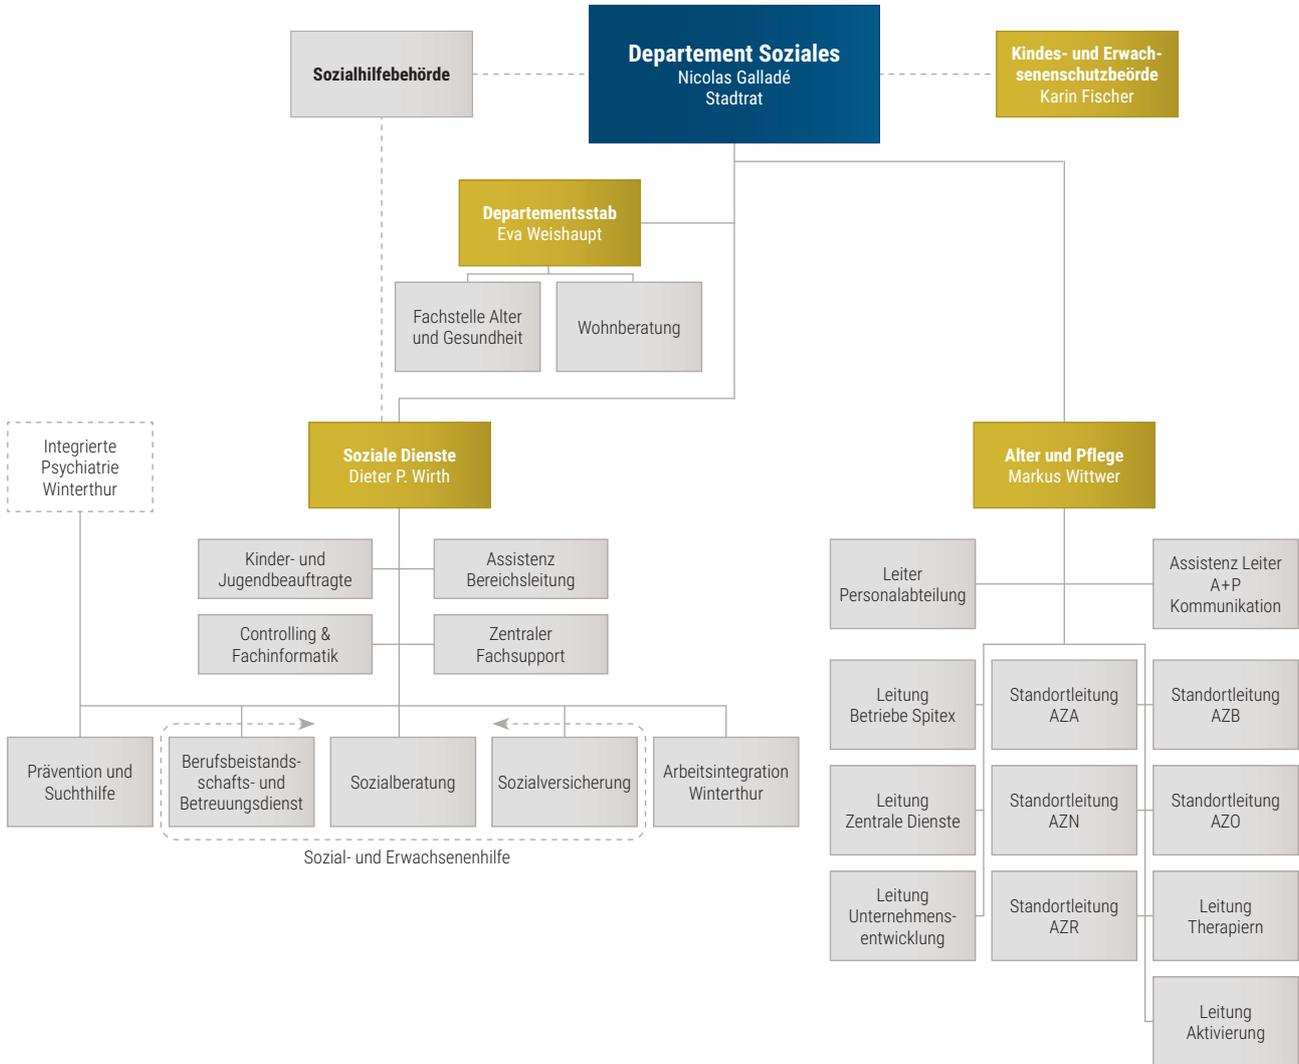 Departement Soziales
Nicolas Galladé
Stadtrat
Sozialhilfebehörde
Kindes- und Erwach-
senenschutzbeörde
Karin Fischer
Departementsstab
Eva Weishaupt
Fachstelle Alter
und Gesundheit
Wohnberatung
Integrierte
Psychiatrie
Winterthur
Soziale Dienste
Dieter P. Wirth
Kinder- und
Jugendbeauftragte
Assistenz
Bereichsleitung
Controlling &
Fachinformatik
Zentraler
Fachsupport
Prävention und
Suchthilfe
Berufsbeistands-
schafts- und
Betreuungsdienst
Sozialberatung
Sozialversicherung
Arbeitsintegration
Winterthur
Sozial- und Erwachsenenhilfe
Alter und Pflege
Markus Wittwer
Leiter
Personalabteilung
Assistenz Leiter
A+P
Kommunikation
Leitung
Betriebe Spitex
Standortleitung
AZA
Standortleitung
AZB
Leitung
Zentrale Dienste
Standortleitung
AZN
Standortleitung
AZO
Leitung
Unternehmens-
entwicklung
Standortleitung
AZR
Leitung
Therapiern
Leitung
Aktivierung